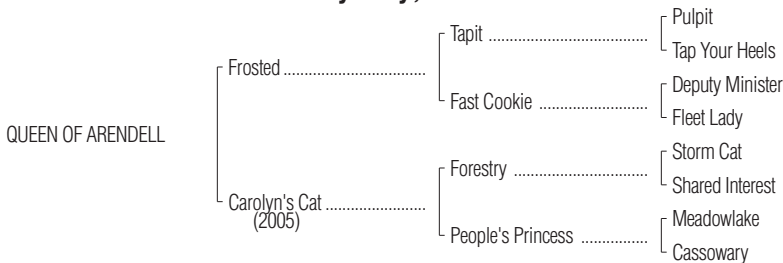 Pulpit
Tapit ....................................................
Tap Your Heels
Frosted ..............................................
Deputy Minister
Fast Cookie ....................................
Fleet Lady
QUEEN OF ARENDELL
Storm Cat
Forestry ............................................
Shared Interest
Carolyn's Cat ................................
(2005)
Meadowlake
People's Princess ......................
Cassowary